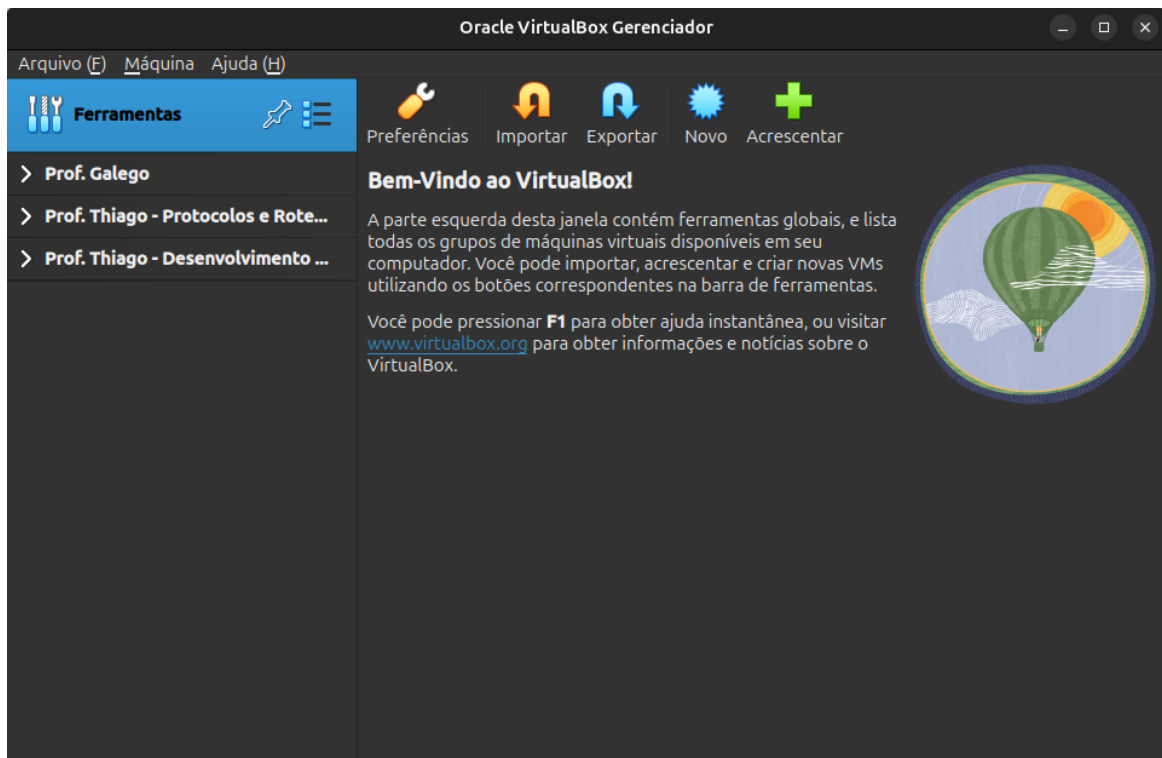 Oracle VirtualBox Gerenciador
Arquivo (F) Máquina Ajuda (H)
Ferramentas
Preferências Importar Exportar Novo Acrescentar
Prof. Galego
Prof. Thiago - Protocolos e Rote...
Prof. Thiago - Desenvolvimento ...
Bem-Vindo ao VirtualBox!
A parte esquerda desta janela contém ferramentas globais, e lista
todas os grupos de máquinas virtuais disponíveis em seu
computador. Você pode importar, acrescentar e criar novas VMs
utilizando os botões correspondentes na barra de ferramentas.
Você pode pressionar F1 para obter ajuda instantânea, ou visitar
www.virtualbox.org para obter informações e notícias sobre o
VirtualBox.